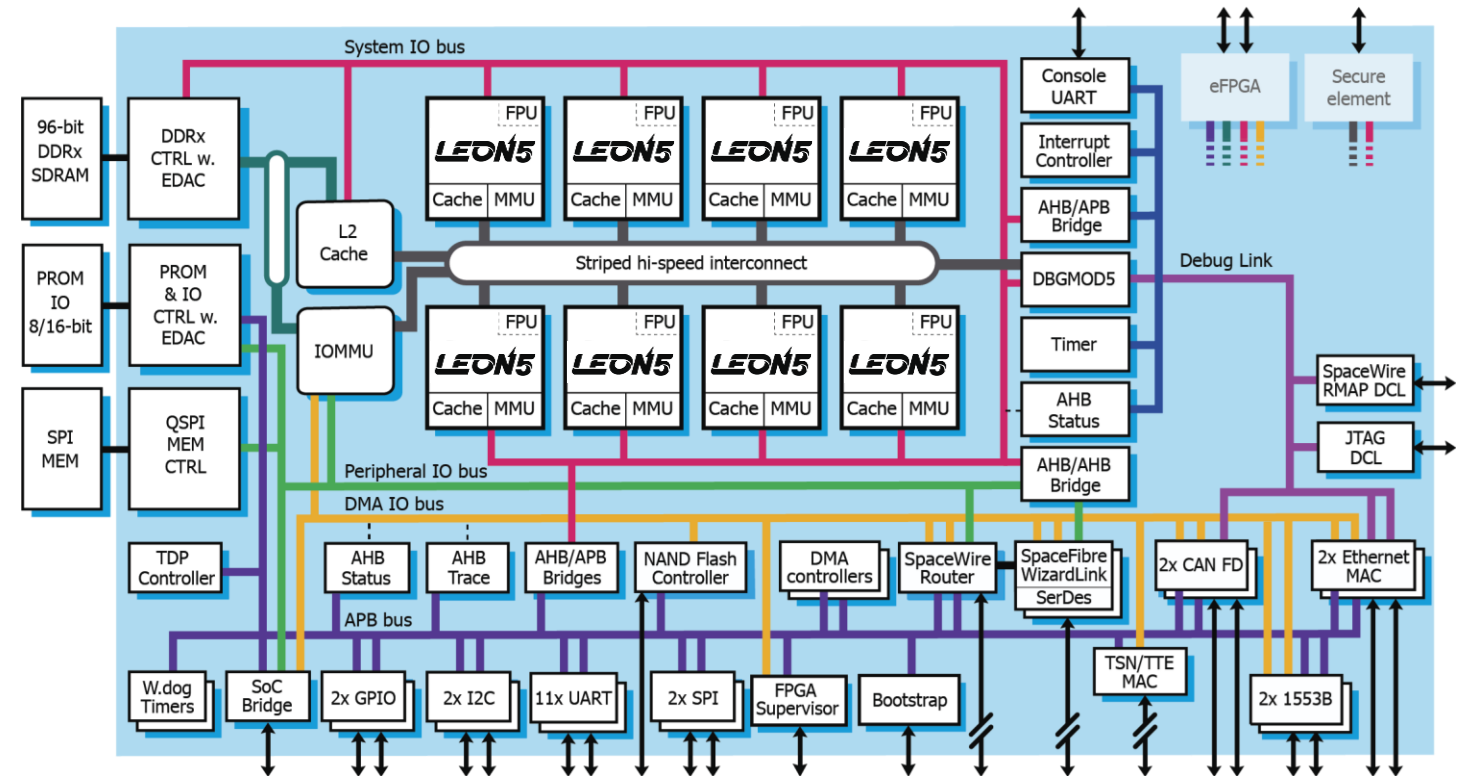 System IO bus
96-bit
DDRx
SDRAM
DDRx
CTRL w.
EDAC
L2
Cache
FPU
LEON5
Cache MMU
FPU
LEON5
Cache MMU
FPU
LEON5
Cache MMU
FPU
LEON5
Cache MMU
Console
UART
eFPGA
Secure
element
Interrupt
Controller
AHB/APB
Bridge
Striped hi-speed interconnect
DBGMOD5
Debug Link
PROM
IO
8/16-bit
PROM
& IO
CTRL w.
EDAC
IOMMU
FPU
LEON5
Cache MMU
FPU
LEON5
Cache MMU
FPU
LEON5
Cache MMU
FPU
LEON5
Cache MMU
Timer
AHB
Status
SpaceWire
RMAP DCL
JTAG
DCL
SPI
MEM
QSPI
MEM
CTRL
Peripheral IO bus
AHB/AHB
Bridge
DMA IO bus
TDP
Controller
AHB
Status
AHB
Trace
AHB/APB
Bridges
NAND Flash
Controller
DMA
controllers
SpaceWire
Router
SpaceFibre
WizardLink
SerDes
2x CAN FD
2x Ethernet
MAC
APB bus
W.dog
Timers
SoC
Bridge
2x GPIO
2x I2C
11x UART
2x SPI
FPGA
Supervisor
Bootstrap
TSN/TTE
MAC
2x 1553B